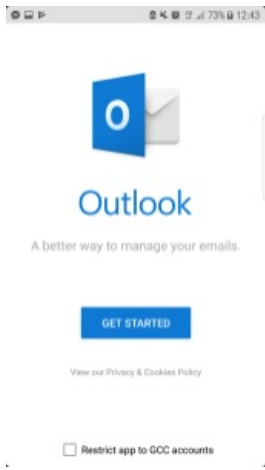 73% 12:43
O
Outlook
A better way to manage your emails.
GET STARTED
View our Privacy & Cookies Policy
Restrict app to GCC accounts